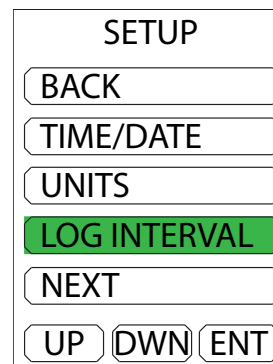 SETUP
BACK
TIME/DATE
UNITS
LOG INTERVAL
NEXT
UP DWN ENT